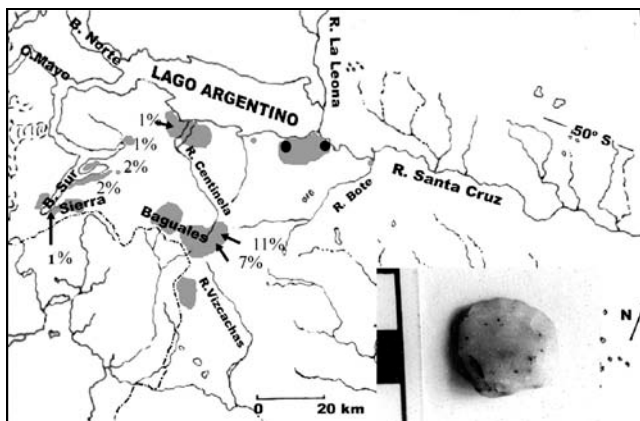 B. Norte
R. La Leona
O. Mayo
LAGO ARGENTINO
50° S
1%
1%
R. Centinela
2%
B. Sur
2%
R. Bote
R. Santa Cruz
Sierra
Baguales
11%
1%
7%
R. Vizcachas
N
0 20 km